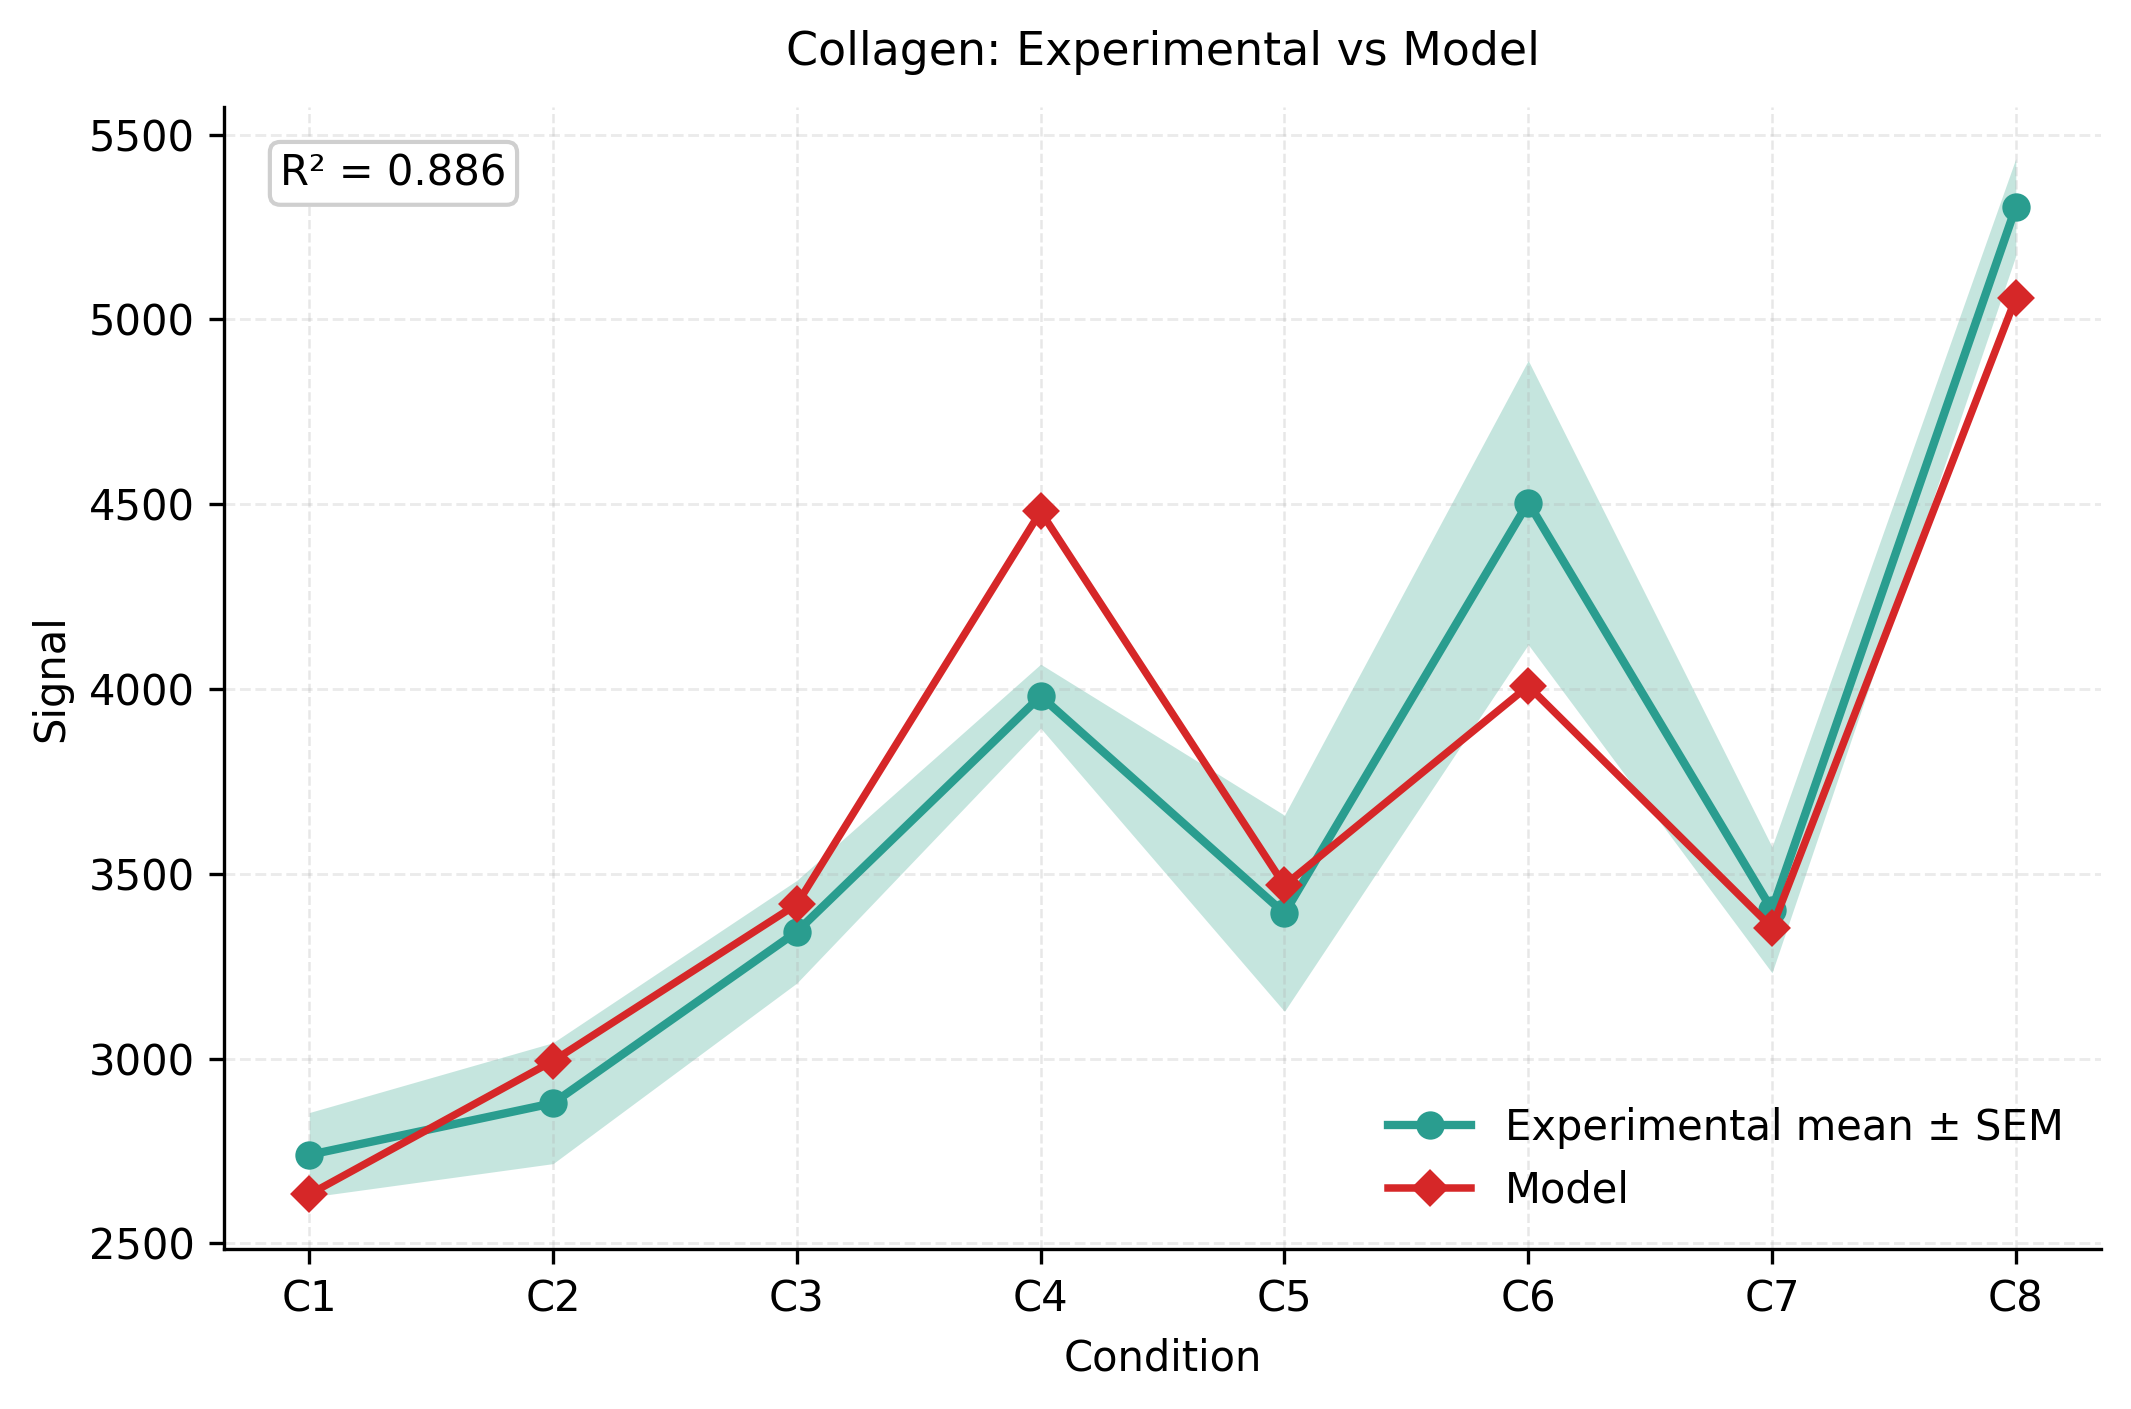 Collagen: Experimental vs Model
R² = 0.886
Signal
5500
5000
4500
4000
3500
3000
2500
Experimental mean ± SEM
Model
C1 C2 C3 C4 C5 C6 C7 C8
Condition